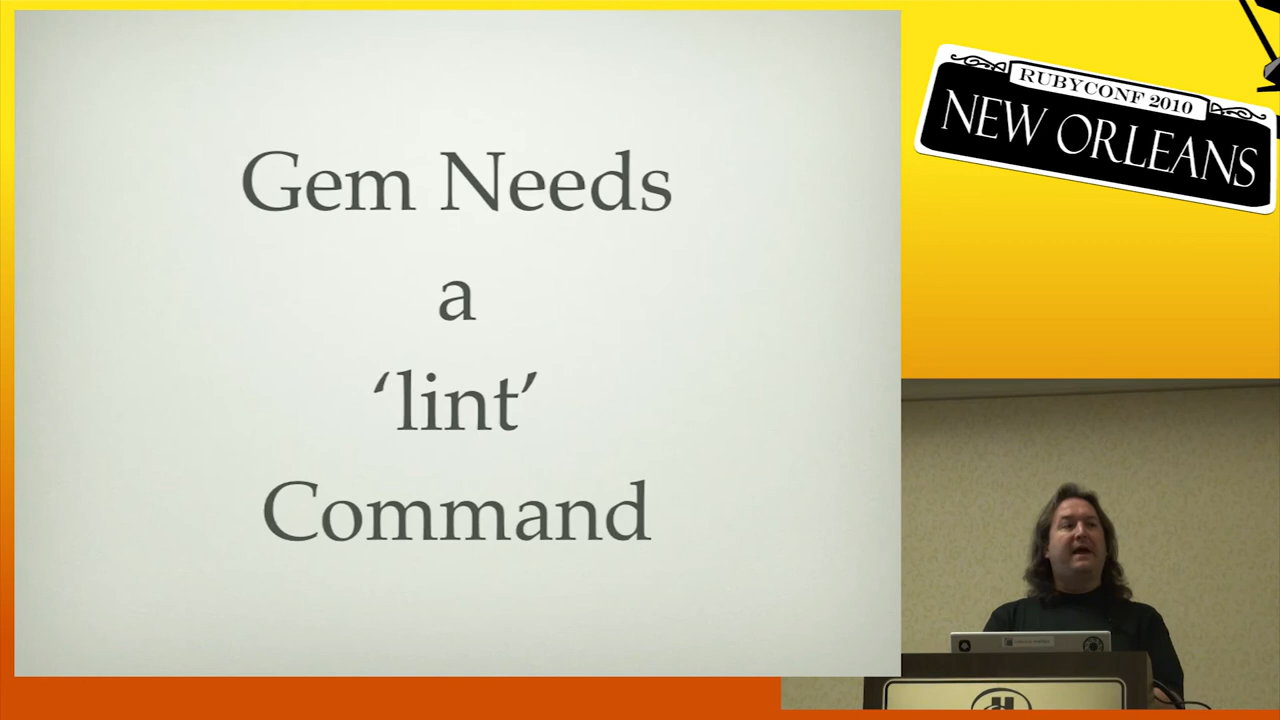 Gem Needs
a
‘lint’
Command
RUBYCONF 2010
NEW ORLEANS